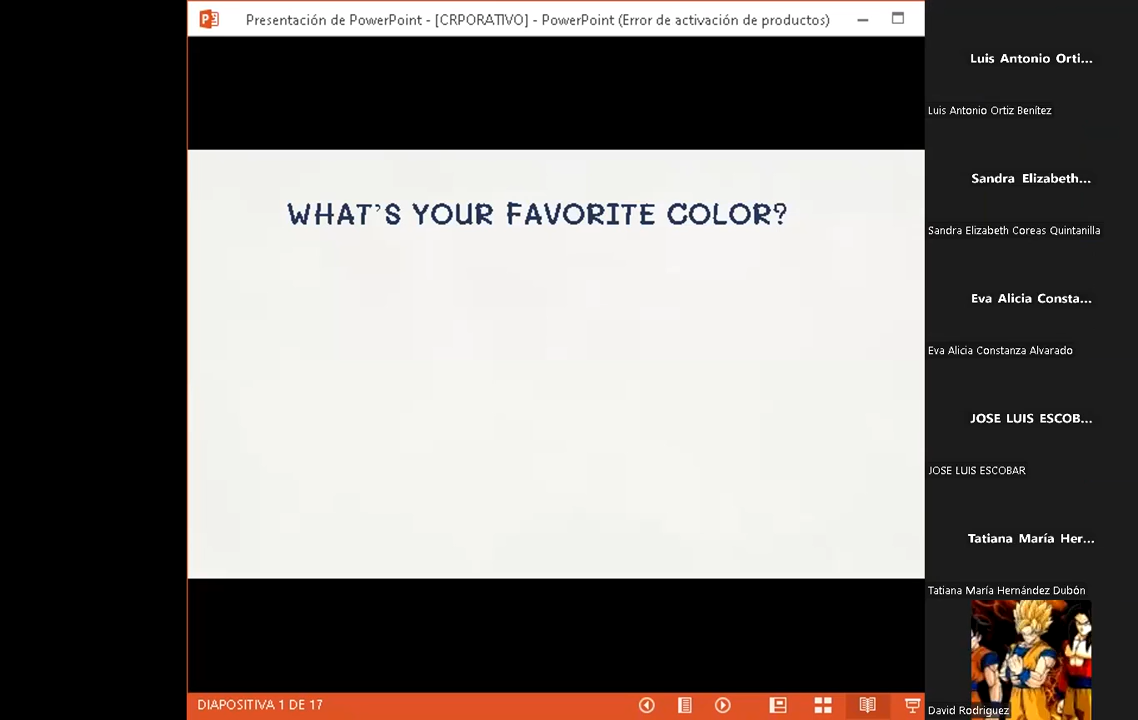 Presentación de PowerPoint - [CRPORATIVO] - PowerPoint (Error de activación de productos)
WHAT'S YOUR FAVORITE COLOR?
DIAPOSITIVA 1 DE 17
Luis Antonio Orti...
Luis Antonio Ortiz Benítez
Sandra Elizabeth...
Sandra Elizabeth Coreas Quintanilla
Eva Alicia Consta...
Eva Alicia Constanza Alvarado
JOSE LUIS ESCOB...
JOSE LUIS ESCOBAR
Tatiana María Her...
Tatiana María Hernández Dubón
David Rodriguez